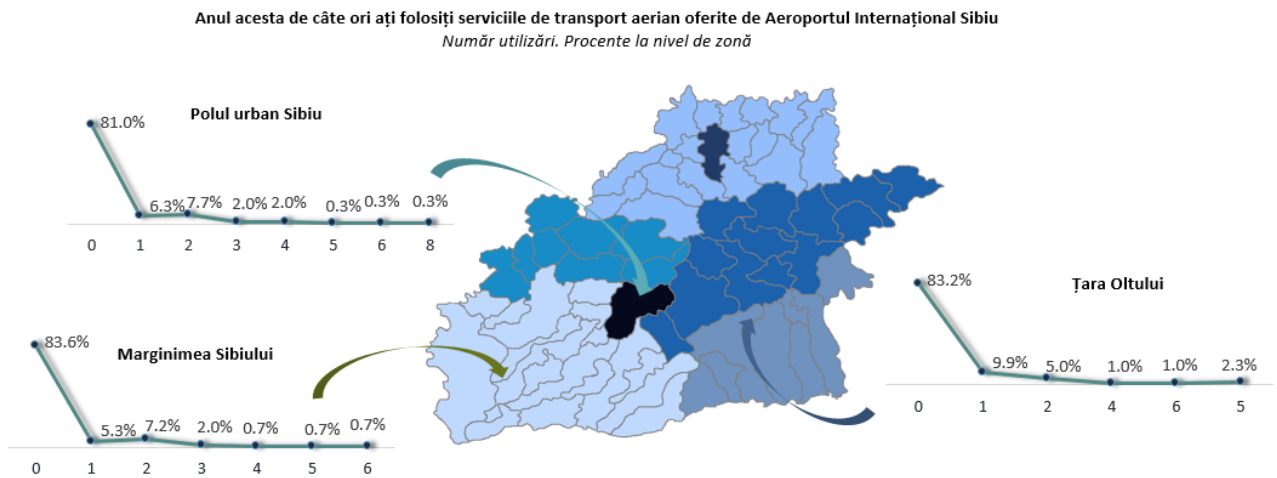 Anul acesta de câte ori ați folosiți serviciile de transport aerian oferite de Aeroportul Internațional Sibiu
Număr utilizări. Procente la nivel de zonă
Polul urban Sibiu
81.0%
6.3% 7.7% 2.0% 2.0% 0.3% 0.3% 0.3%
0 1 2 3 4 5 6 8
Țara Oltului
83.2%
9.9% 5.0% 1.0% 1.0% 2.3%
0 1 2 4 6 5
Marginimea Sibiului
83.6%
5.3% 7.2% 2.0% 0.7% 0.7% 0.7%
0 1 2 3 4 5 6